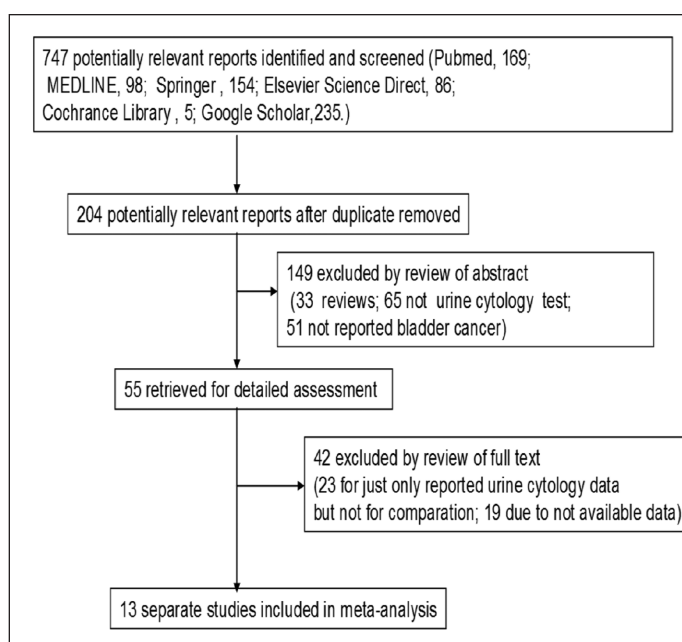 747 potentially relevant reports identified and screened (Pubmed, 169;
MEDLINE, 98; Springer , 154; Elsevier Science Direct, 86;
Cochrance Library , 5; Google Scholar,235.)
204 potentially relevant reports after duplicate removed
149 excluded by review of abstract
(33 reviews; 65 not urine cytology test;
51 not reported bladder cancer)
55 retrieved for detailed assessment
42 excluded by review of full text
(23 for just only reported urine cytology data
but not for comparation; 19 due to not available data)
13 separate studies included in meta-analysis